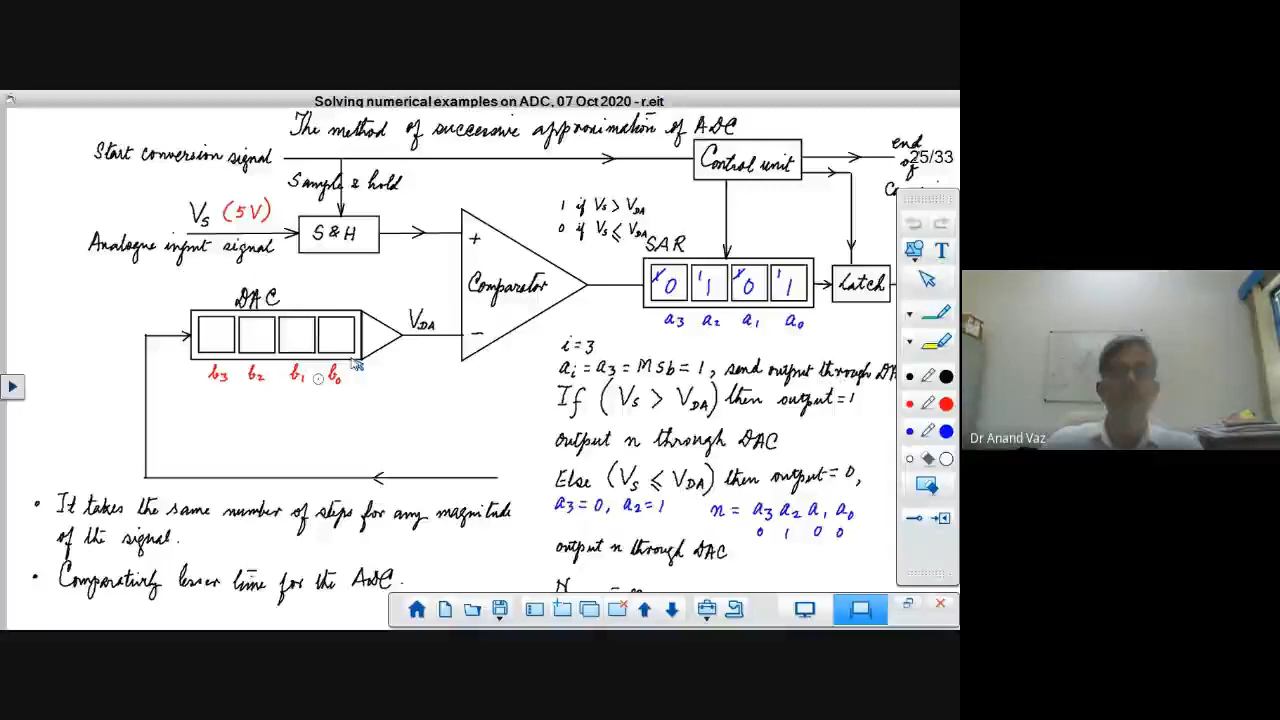 Solving numerical examples on ADC, 07 Oct 2020 - r.eit
The method of successive approximation of ADC
Start conversion signal
Control unit
end
of
25/33
Sample & hold
Vs (5V)
S & H
Analogue input signal
1 if Vs > VDA
0 if Vs ≤ VDA
SAR
+
Comparator
-
1 0 1 1 1 0 1 1
Latch
a3 a2 a1 a0
DAC
VDA
b3 b2 b1 b0
i = 3
ai = a3 = MSb = 1, send output through DA
If (Vs > VDA) then output = 1
output n through DAC
Else (Vs ≤ VDA) then output = 0,
a3 = 0, a2 = 1 n = a3 a2 a1 a0
0 1 0 0
output n through DAC
• It takes the same number of steps for any magnitude
of the signal.
• Comparatively lesser time for the ADC.
T
Dr Anand Vaz